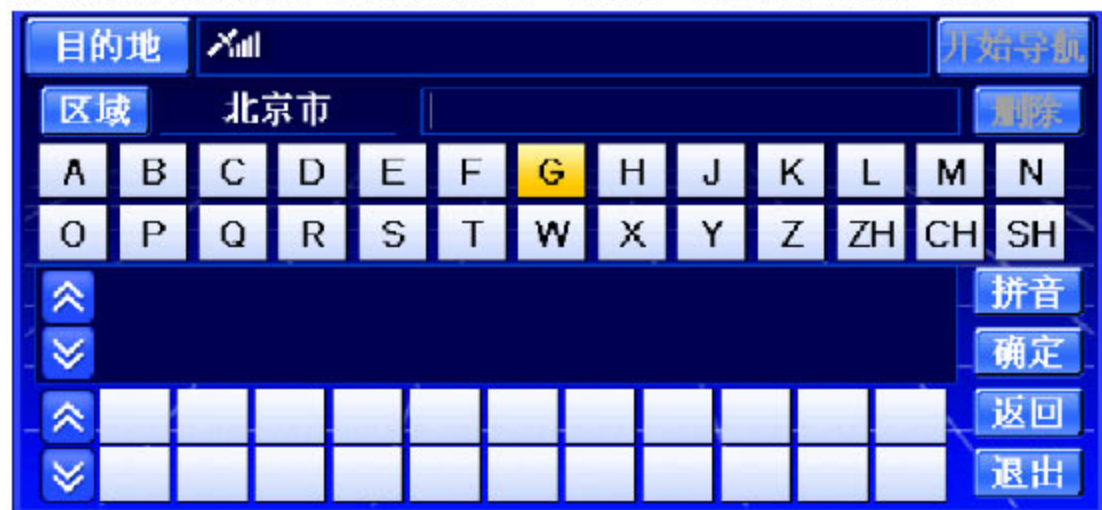 目的地 开始导航
区域 北京市 删除
A B C D E F G H J K L M N
O P Q R S T W X Y Z ZH CH SH
拼音
确定
返回
退出